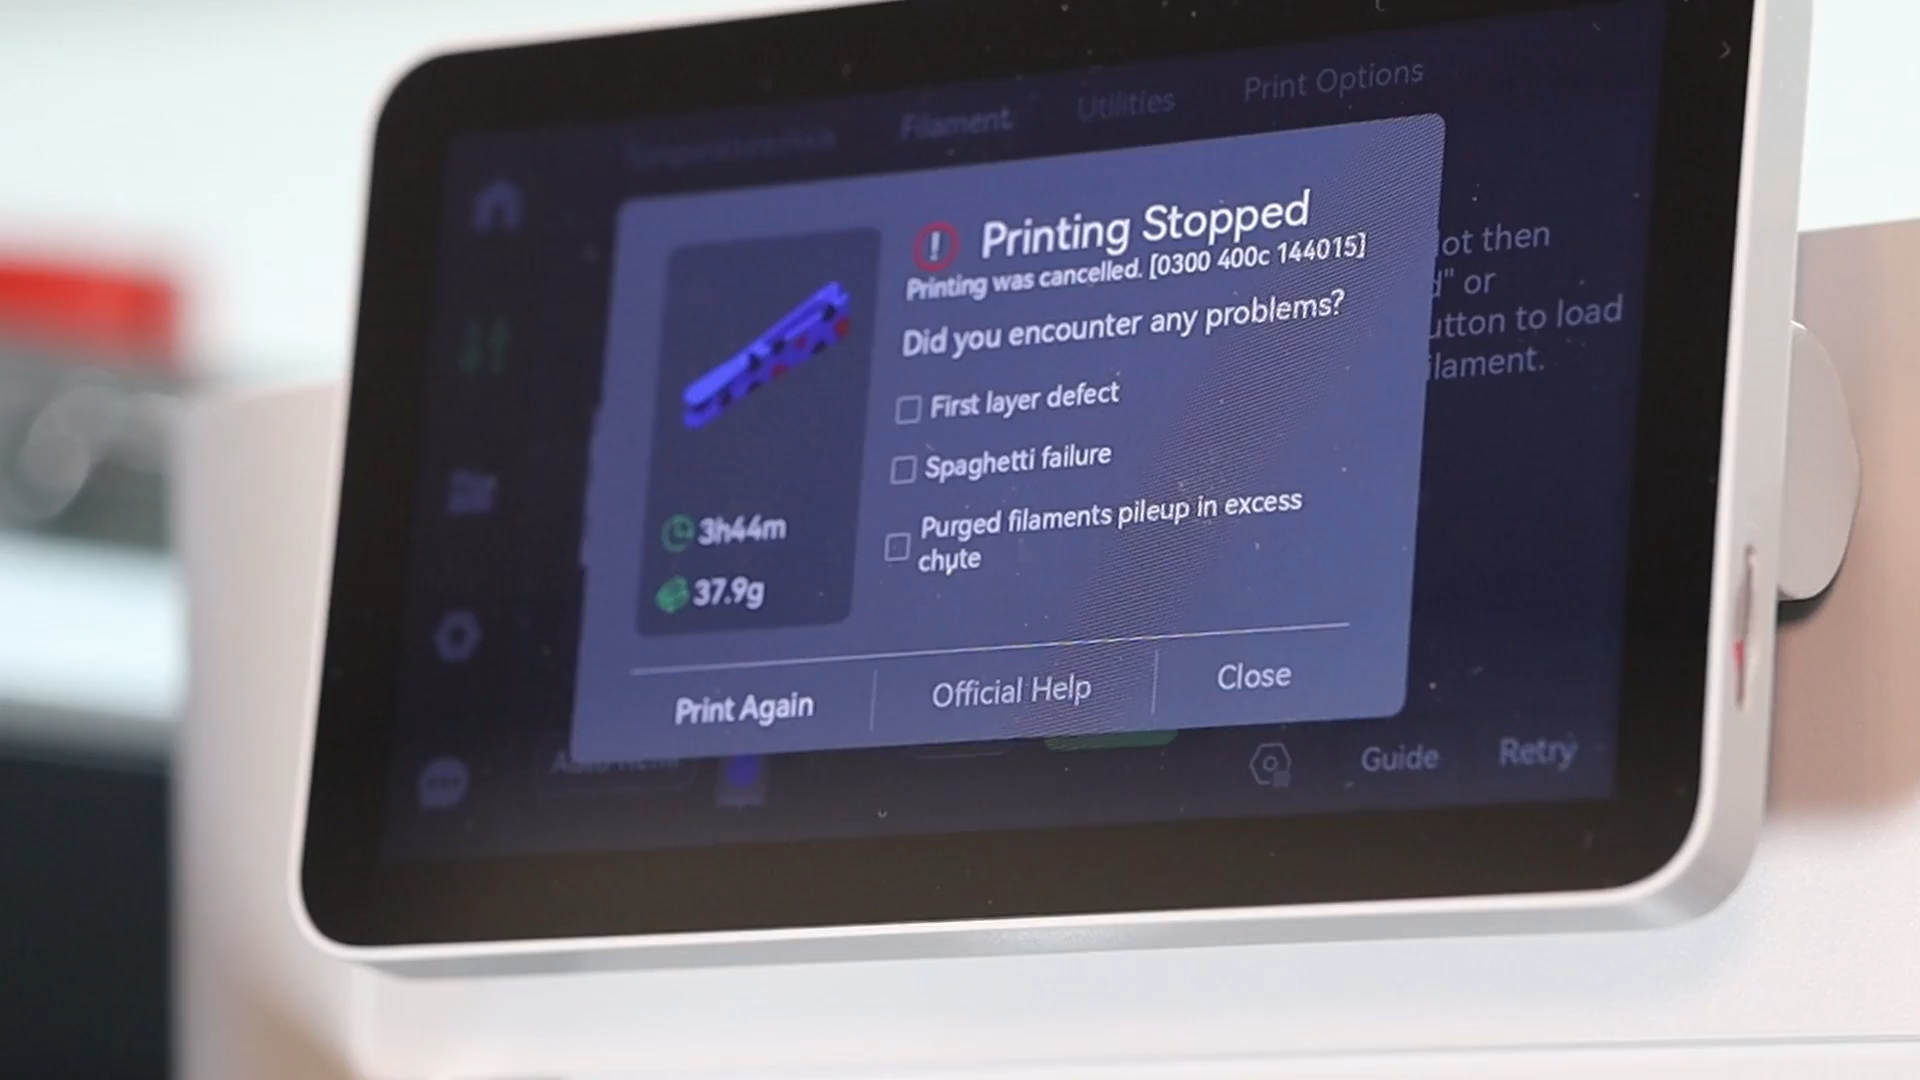 Filament
Utilities
Print Options
Printing Stopped
Printing was cancelled. [0300 400c 144015]
Did you encounter any problems?
First layer defect
Spaghetti failure
Purged filaments pileup in excess
chute
3h44m
37.9g
Print Again
Official Help
Close
ot then
" or
utton to load
ilament.
Guide
Retry